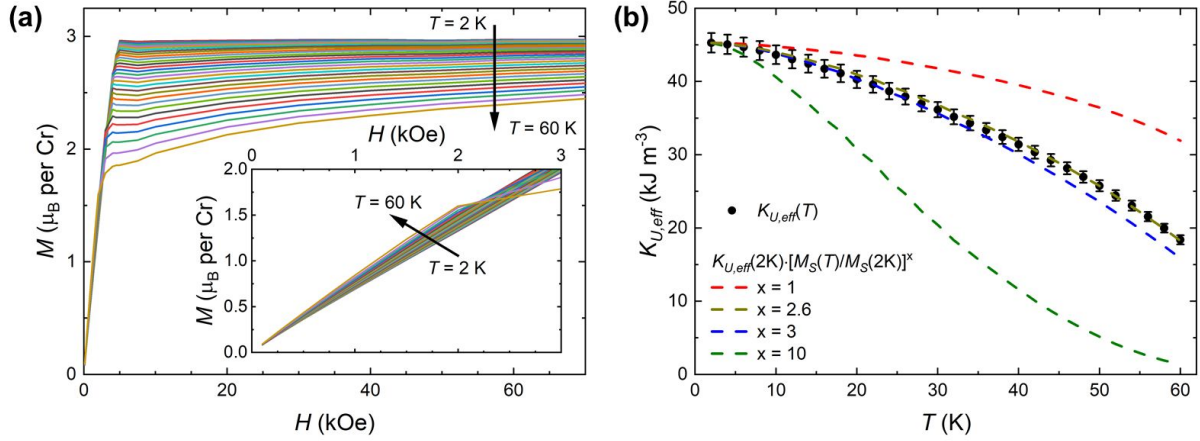 (a)
3
2
1
0
M (μB per Cr)
T = 2 K
T = 60 K
H (kOe)
0
1
2
3
2.0
1.5
1.0
0.5
0.0
M (μB per Cr)
T = 60 K
T = 2 K
0
20
40
60
H (kOe)
(b)
50
40
30
20
10
0
KU,eff (kJ m-3)
KU,eff(T)
KU,eff(2K)·[MS(T)/MS(2K)]x
x = 1
x = 2.6
x = 3
x = 10
0
10
20
30
40
50
60
T (K)